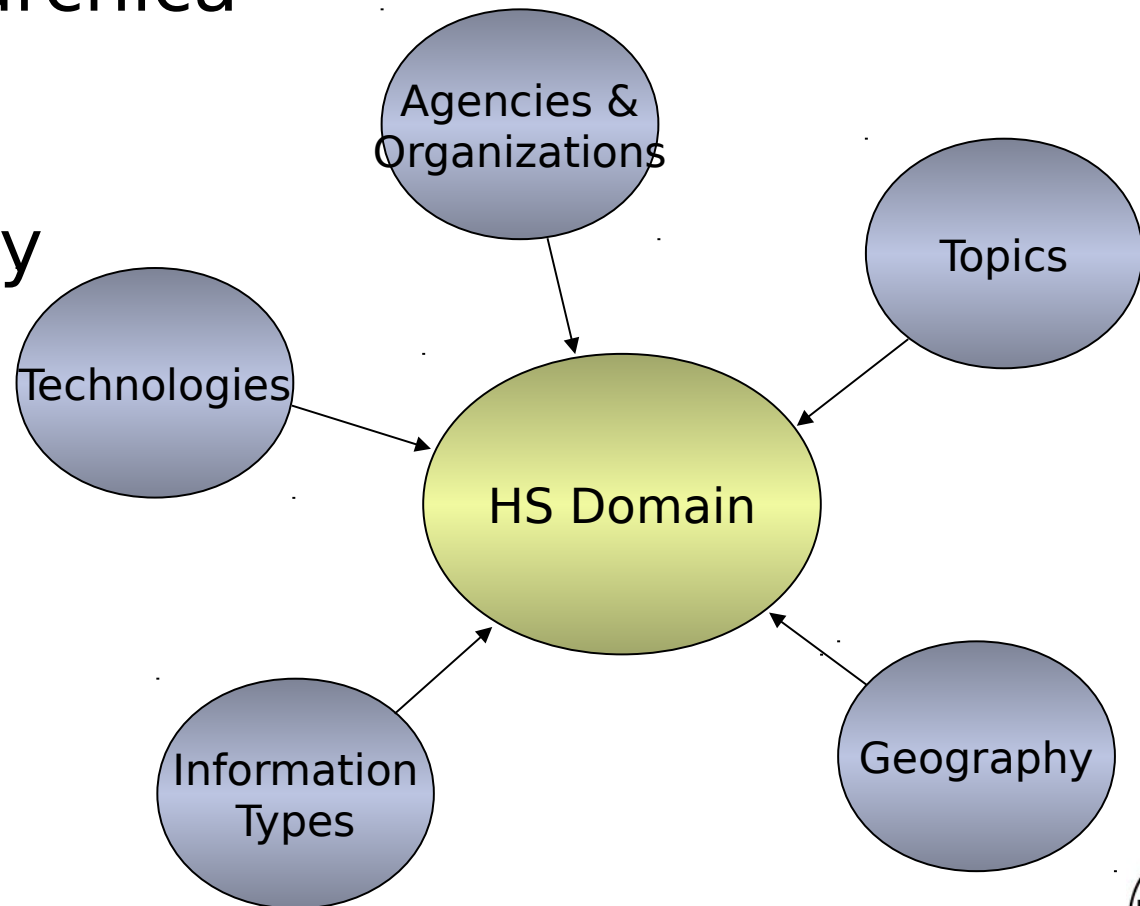 Agencies &
Organizations
Topics
y
Technologies
HS Domain
Information
Types
Geography